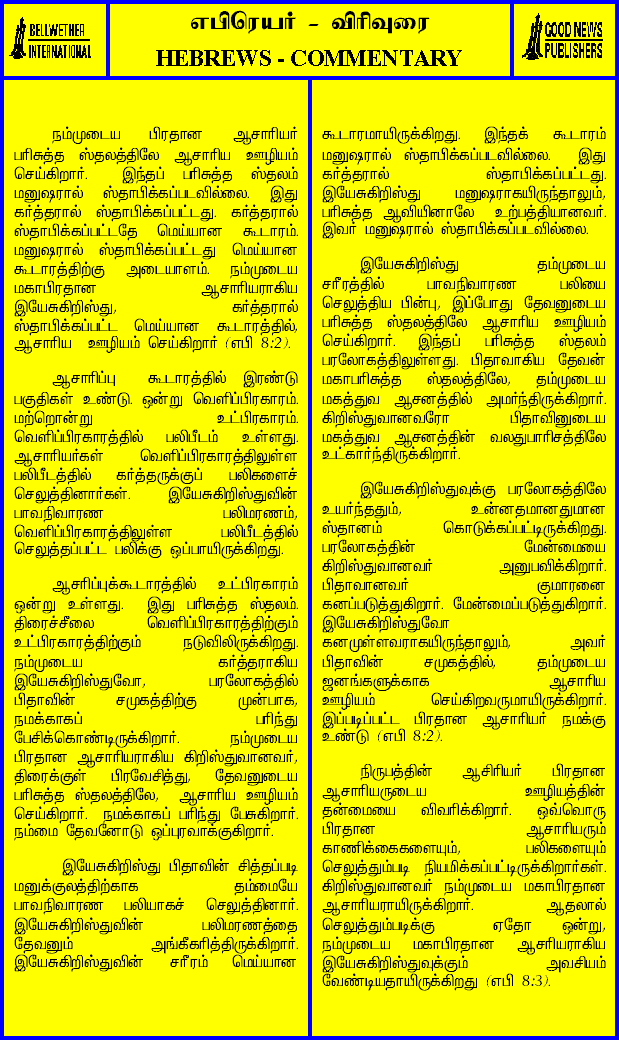 BELLWETHER
INTERNATIONAL
எபிரெயர் - விரிவுரை
HEBREWS - COMMENTARY
GOOD NEWS
PUBLISHERS
நம்முடைய பிரதான ஆசாரியர்
பரிசுத்த ஸ்தலத்திலே ஆசாரிய ஊழியம்
செய்கிறார். இந்தப் பரிசுத்த ஸ்தலம்
மனுஷரால் ஸ்தாபிக்கப்படவில்லை. இது
கர்த்தரால் ஸ்தாபிக்கப்பட்டது. கர்த்தரால்
ஸ்தாபிக்கப்பட்டதே மெய்யான கூடாரம்.
மனுஷரால் ஸ்தாபிக்கப்பட்டது மெய்யான
கூடாரத்திற்கு அடையாளம். நம்முடைய
மகாபிரதான ஆசாரியராகிய
இயேசுகிறிஸ்து, கர்த்தரால்
ஸ்தாபிக்கப்பட்ட மெய்யான கூடாரத்தில்,
ஆசாரிய ஊழியம் செய்கிறார் (எபி 8:2).
ஆசாரிப்பு கூடாரத்தில் இரண்டு
பகுதிகள் உண்டு. ஒன்று வெளிப்பிரகாரம்.
மற்றொன்று உட்பிரகாரம்.
வெளிப்பிரகாரத்தில் பலிபீடம் உள்ளது.
ஆசாரியர்கள் வெளிப்பிரகாரத்திலுள்ள
பலிபீடத்தில் கர்த்தருக்குப் பலிகளைச்
செலுத்தினார்கள். இயேசுகிறிஸ்துவின்
பாவநிவாரண பலிமரணம்,
வெளிப்பிரகாரத்திலுள்ள பலிபீடத்தில்
செலுத்தப்பட்ட பலிக்கு ஒப்பாயிருக்கிறது.
ஆசரிப்புக்கூடாரத்தில் உட்பிரகாரம்
ஒன்று உள்ளது. இது பரிசுத்த ஸ்தலம்.
திரைச்சீலை வெளிப்பிரகாரத்திற்கும்
உட்பிரகாரத்திற்கும் நடுவிலிருக்கிறது.
நம்முடைய கர்த்தராகிய
இயேசுகிறிஸ்துவோ, பரலோகத்தில்
பிதாவின் சமுகத்திற்கு முன்பாக,
நமக்காகப் பரிந்து
பேசிக்கொண்டிருக்கிறார். நம்முடைய
பிரதான ஆசாரியராகிய கிறிஸ்துவானவர்,
திரைக்குள் பிரவேசித்து, தேவனுடைய
பரிசுத்த ஸ்தலத்திலே, ஆசாரிய ஊழியம்
செய்கிறார். நமக்காகப் பரிந்து பேசுகிறார்.
நம்மை தேவனோடு ஒப்புரவாக்குகிறார்.
இயேசுகிறிஸ்து பிதாவின் சித்தப்படி
மனுக்குலத்திற்காக தம்மையே
பாவநிவாரண பலியாகச் செலுத்தினார்.
இயேசுகிறிஸ்துவின் பலிமரணத்தை
தேவனும் அங்கீகரித்திருக்கிறார்.
இயேசுகிறிஸ்துவின் சரீரம் மெய்யான
கூடாரமாயிருக்கிறது. இந்தக் கூடாரம்
மனுஷரால் ஸ்தாபிக்கப்படவில்லை. இது
கர்த்தரால் ஸ்தாபிக்கப்பட்டது.
இயேசுகிறிஸ்து மனுஷராகயிருந்தாலும்,
பரிசுத்த ஆவியினாலே உற்பத்தியானவர்.
இவர் மனுஷரால் ஸ்தாபிக்கப்படவில்லை.
இயேசுகிறிஸ்து தம்முடைய
சரீரத்தில் பாவநிவாரண பலியை
செலுத்திய பின்பு, இப்போது தேவனுடைய
பரிசுத்த ஸ்தலத்திலே ஆசாரிய ஊழியம்
செய்கிறார். இந்தப் பரிசுத்த ஸ்தலம்
பரலோகத்திலுள்ளது. பிதாவாகிய தேவன்
மகாபரிசுத்த ஸ்தலத்திலே, தம்முடைய
மகத்துவ ஆசனத்தில் அமர்ந்திருக்கிறார்.
கிறிஸ்துவானவரோ பிதாவினுடைய
மகத்துவ ஆசனத்தின் வலதுபாரிசத்திலே
உட்கார்ந்திருக்கிறார்.
இயேசுகிறிஸ்துவுக்கு பரலோகத்திலே
உயர்ந்ததும், உன்னதமானதுமான
ஸ்தானம் கொடுக்கப்பட்டிருக்கிறது.
பரலோகத்தின் மேன்மையை
கிறிஸ்துவானவர் அனுபவிக்கிறார்.
பிதாவானவர் குமாரனை
கனப்படுத்துகிறார். மேன்மைப்படுத்துகிறார்.
இயேசுகிறிஸ்துவோ
கனமுள்ளவராகயிருந்தாலும், அவர்
பிதாவின் சமுகத்தில், தம்முடைய
ஜனங்களுக்காக ஆசாரிய
ஊழியம் செய்கிறவருமாயிருக்கிறார்.
இப்படிப்பட்ட பிரதான ஆசாரியர் நமக்கு
உண்டு (எபி 8:2).
நிருபத்தின் ஆசிரியர் பிரதான
ஆசாரியருடைய ஊழியத்தின்
தன்மையை விவரிக்கிறார். ஒவ்வொரு
பிரதான ஆசாரியரும்
காணிக்கைகளையும், பலிகளையும்
செலுத்தும்படி நியமிக்கப்பட்டிருக்கிறார்கள்.
கிறிஸ்துவானவர் நம்முடைய மகாபிரதான
ஆசாரியராயிருக்கிறார். ஆதலால்
செலுத்தும்படிக்கு ஏதோ ஒன்று,
நம்முடைய மகாபிரதான ஆசாரியராகிய
இயேசுகிறிஸ்துவுக்கும் அவசியம்
வேண்டியதாயிருக்கிறது (எபி 8:3).